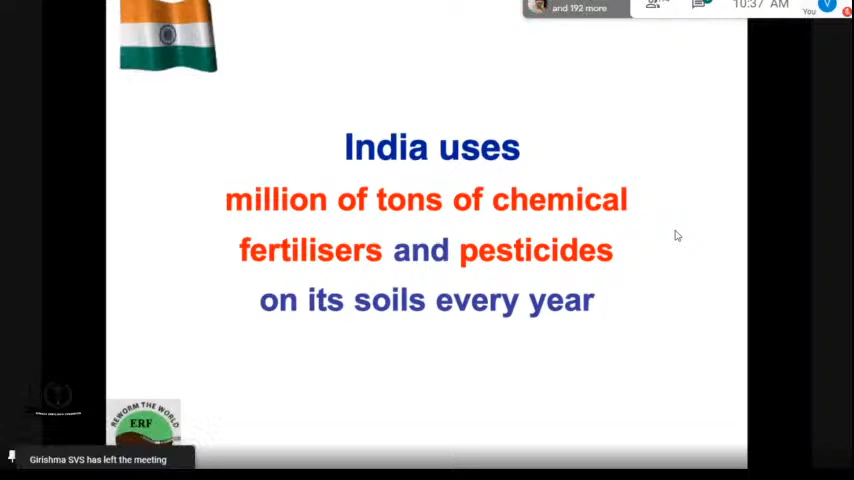 and 192 more
10:37 AM
You
V
6
India uses
million of tons of chemical
fertilisers and pesticides
on its soils every year
REWORM THE WORLD
ERF
Girishma SVS has left the meeting